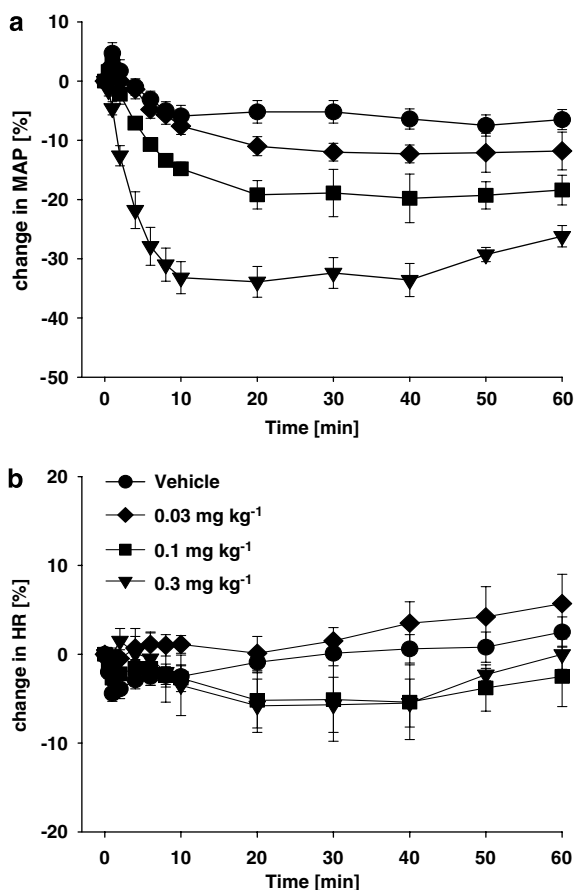 a
10
0
-10
-20
-30
-40
-50
change in MAP [%]
0 10 20 30 40 50 60
Time [min]
b
20
10
0
-10
-20
change in HR [%]
Vehicle
0.03 mg kg⁻¹
0.1 mg kg⁻¹
0.3 mg kg⁻¹
0 10 20 30 40 50 60
Time [min]